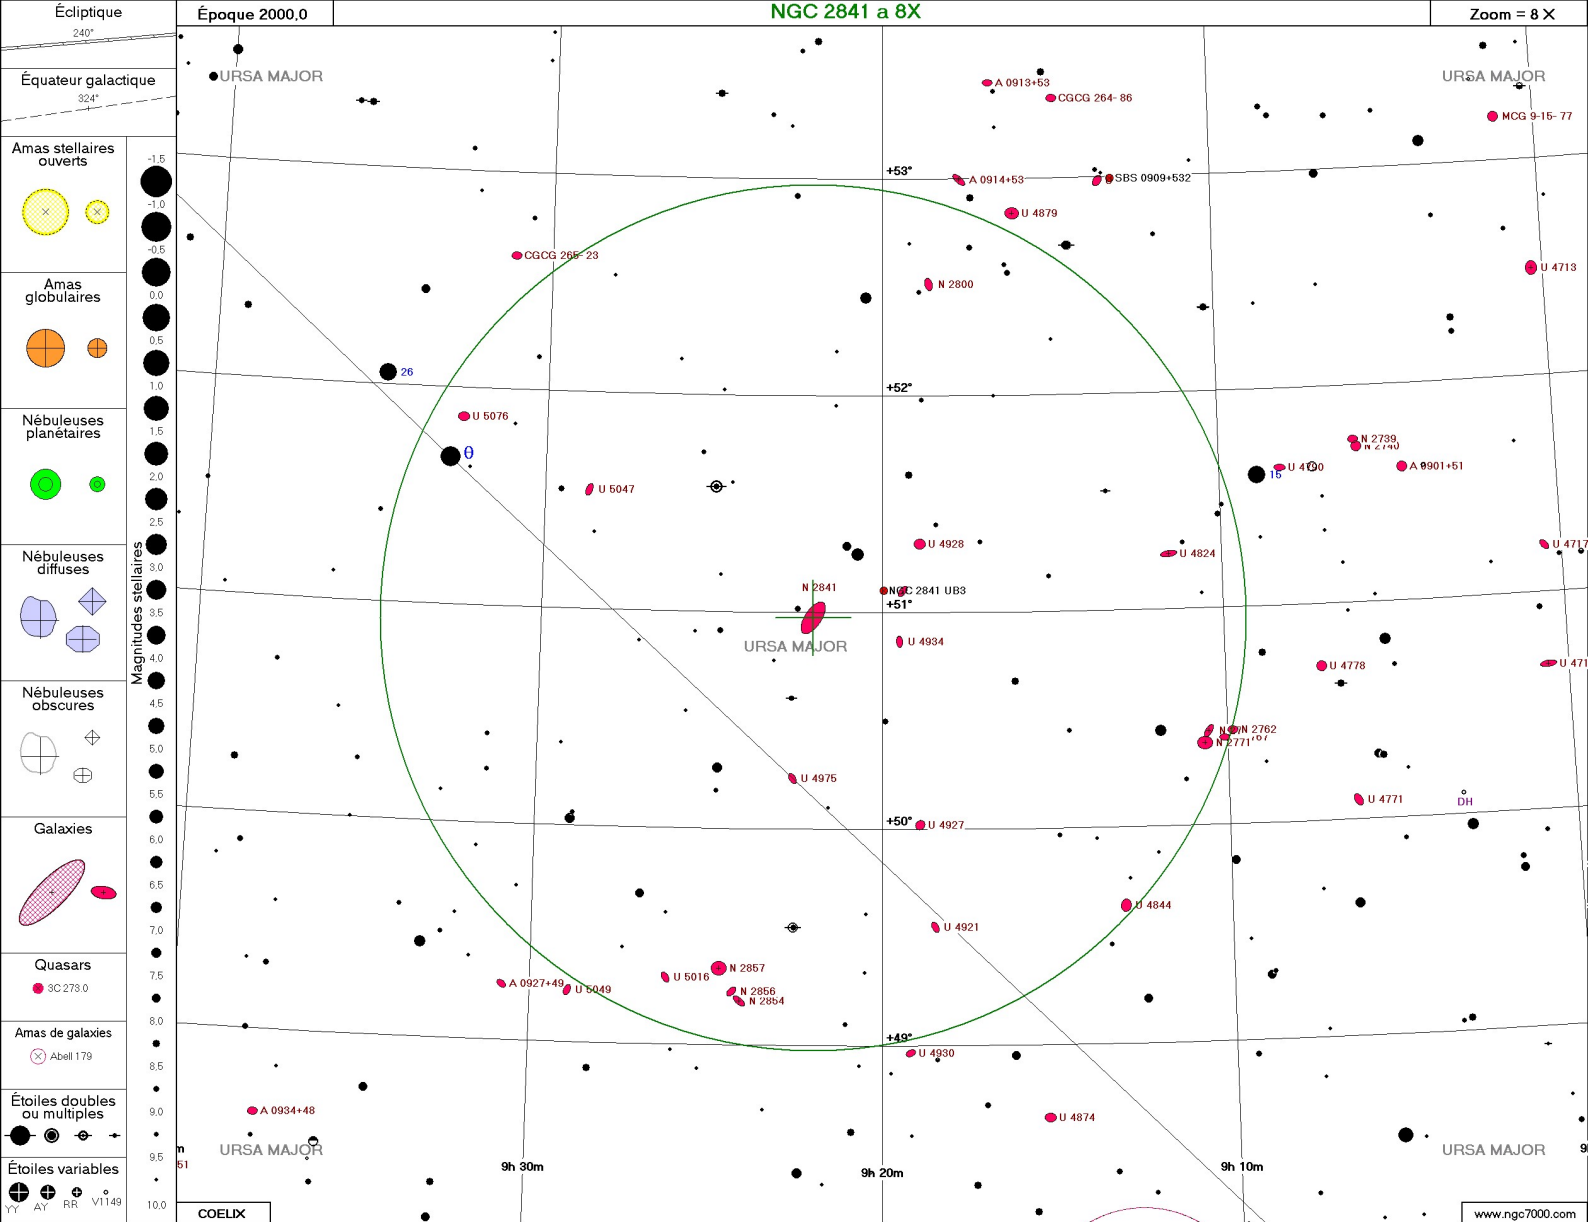 Écliptique
240°
Équateur galactique
324°
Amas stellaires
ouverts
Amas
globulaires
Nébuleuses
planétaires
Nébuleuses
diffuses
Nébuleuses
obscures
Galaxies
Quasars
3C 273.0
Amas de galaxies
Abell 179
Étoiles doubles
ou multiples
Étoiles variables
YY AY RR V1149
Magnitudes stellaires
-1.5
-1.0
-0.5
0.0
0.5
1.0
1.5
2.0
2.5
3.0
3.5
4.0
4.5
5.0
5.5
6.0
6.5
7.0
7.5
8.0
8.5
9.0
9.5
10.0
Époque 2000,0
NGC 2841 a 8X
Zoom = 8 X
URSA MAJOR
URSA MAJOR
A 0913+53
CGCG 264- 86
MCG 9-15- 77
+53°
A 0914+53
SBS 0909+532
U 4879
CGCG 265- 23
U 4713
N 2800
26
+52°
U 5076
θ
N 2739
N 2740
U 4790
A 0901+51
15
U 5047
U 4928
U 4824
U 4717
N 2841
NGC 2841 UB3
+51°
URSA MAJOR
U 4934
U 4778
U 471
N 2762
N 2771
U 4975
U 4771
DH
+50°
U 4927
U 4844
U 4921
N 2857
U 5016
A 0927+49
U 5049
N 2856
N 2854
+49°
U 4930
A 0934+48
U 4874
URSA MAJOR
URSA MAJOR
m
51
9h 30m
9h 20m
9h 10m
9
COELIX
www.ngc7000.com